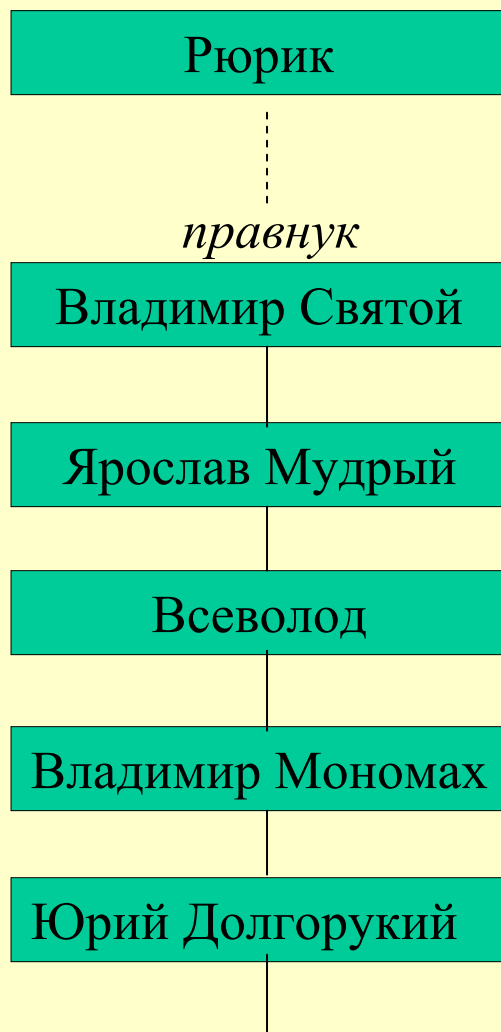 Рюрик
правнук
Владимир Святой
Ярослав Мудрый
Всеволод
Владимир Мономах
Юрий Долгорукий